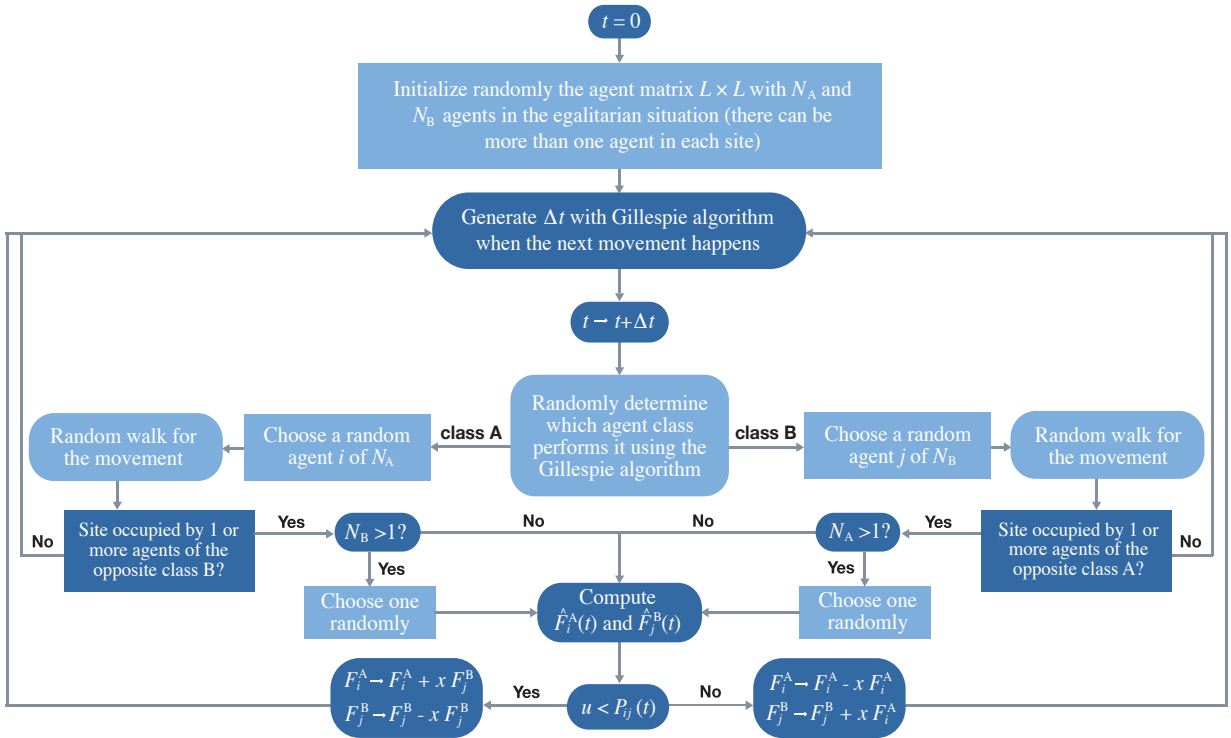 t = 0
Initialize randomly the agent matrix L × L with N_A and
N_B agents in the egalitarian situation (there can be
more than one agent in each site)
Generate Δt with Gillespie algorithm
when the next movement happens
t → t+Δt
Randomly determine
which agent class
performs it using the
Gillespie algorithm
class A
class B
Choose a random
agent i of N_A
Random walk for
the movement
Choose a random
agent j of N_B
Random walk for
the movement
Site occupied by 1 or
more agents of the
opposite class B?
No
Yes
N_B >1?
No
Yes
Choose one
randomly
Site occupied by 1 or
more agents of the
opposite class A?
No
Yes
N_A >1?
No
Yes
Choose one
randomly
Compute
F̂_i^A(t) and F̂_j^B(t)
u < P_ij (t)
Yes
F_i^A → F_i^A + x F_j^B
F_j^B → F_j^B - x F_j^B
No
F_i^A → F_i^A - x F_i^A
F_j^B → F_j^B + x F_i^A